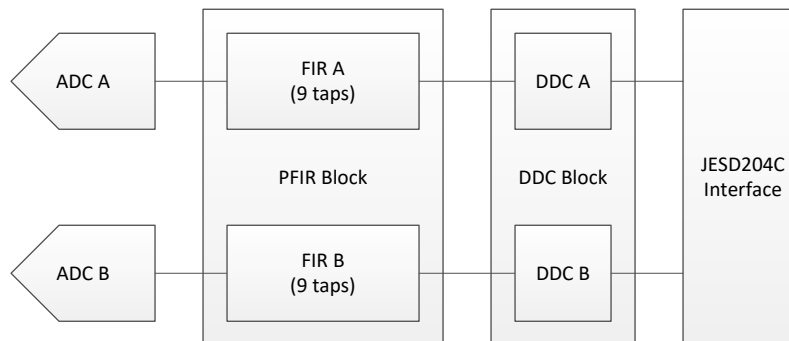 ADC A
FIR A
(9 taps)
DDC A
PFIR Block
DDC Block
JESD204C
Interface
ADC B
FIR B
(9 taps)
DDC B